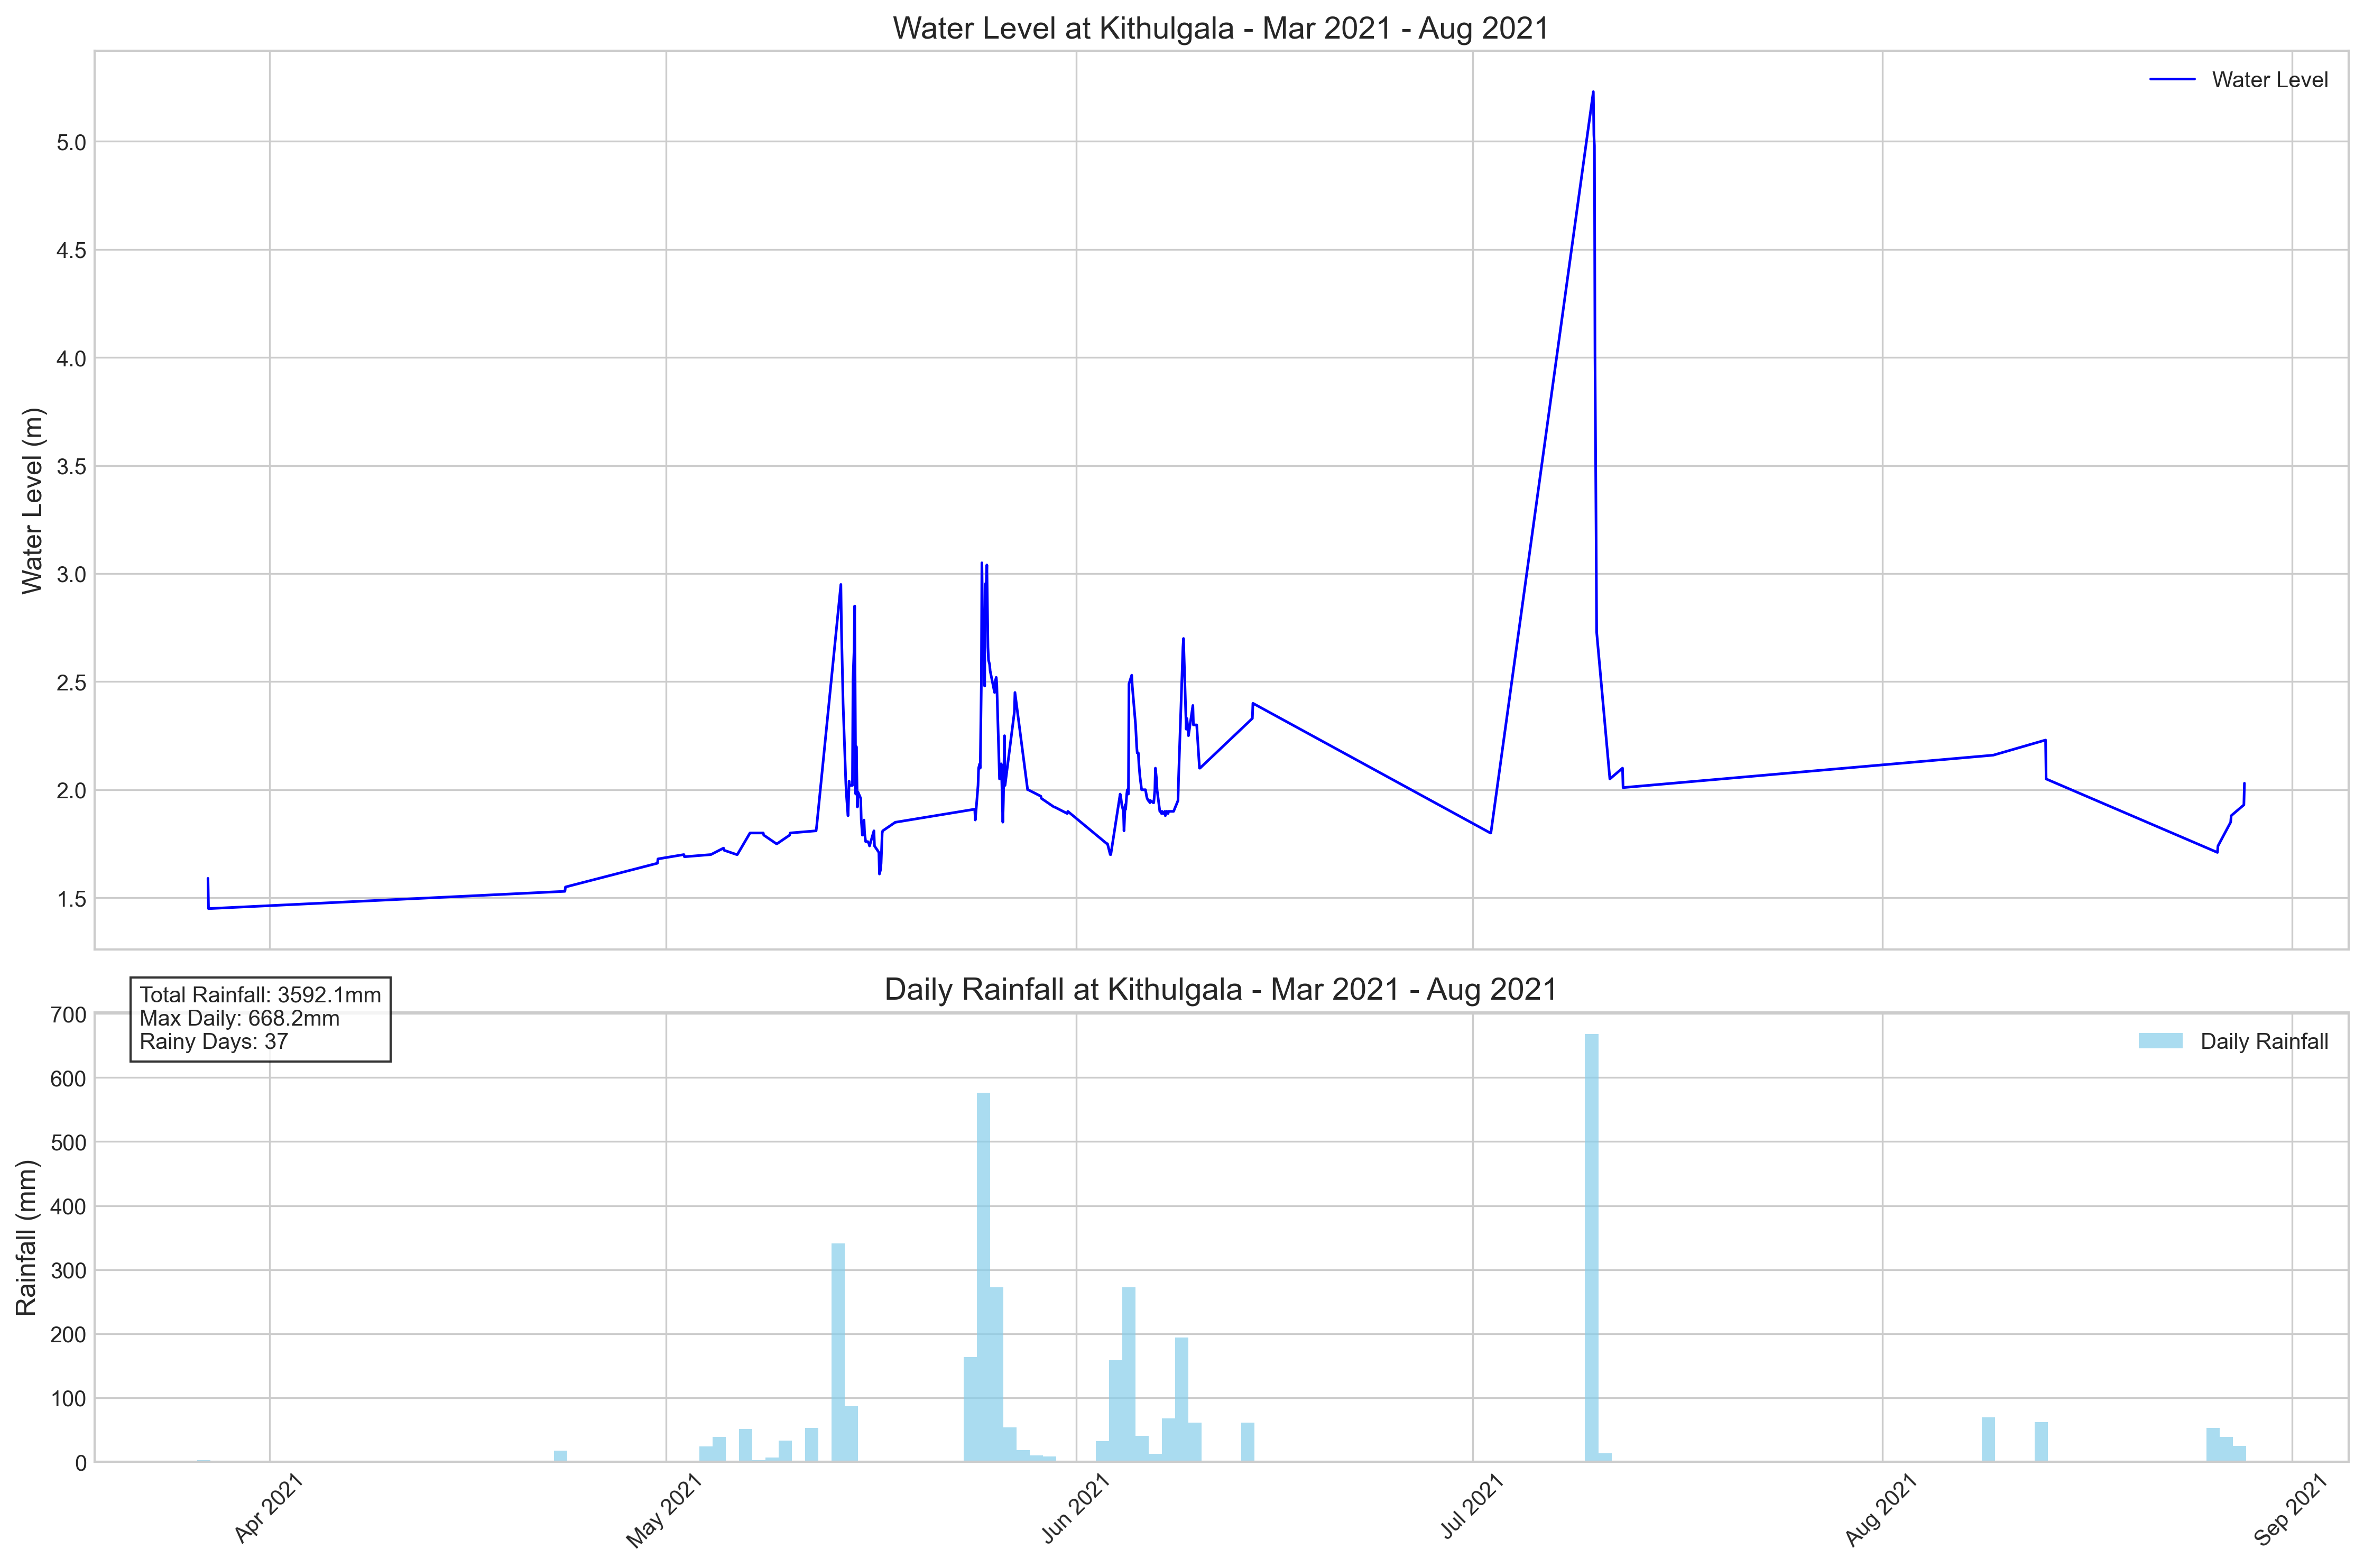 Water Level at Kithulgala - Mar 2021 - Aug 2021
Water Level
Water Level (m)
5.0
4.5
4.0
3.5
3.0
2.5
2.0
1.5
Daily Rainfall at Kithulgala - Mar 2021 - Aug 2021
Total Rainfall: 3592.1mm
Max Daily: 668.2mm
Rainy Days: 37
Daily Rainfall
Rainfall (mm)
700
600
500
400
300
200
100
0
Apr 2021
May 2021
Jun 2021
Jul 2021
Aug 2021
Sep 2021